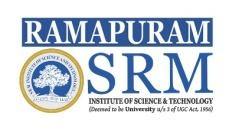 RAMAPURAM
SRM
INSTITUTE OF SCIENCE & TECHNOLOGY
(Deemed to be University u/s 3 of UGC Act, 1956)